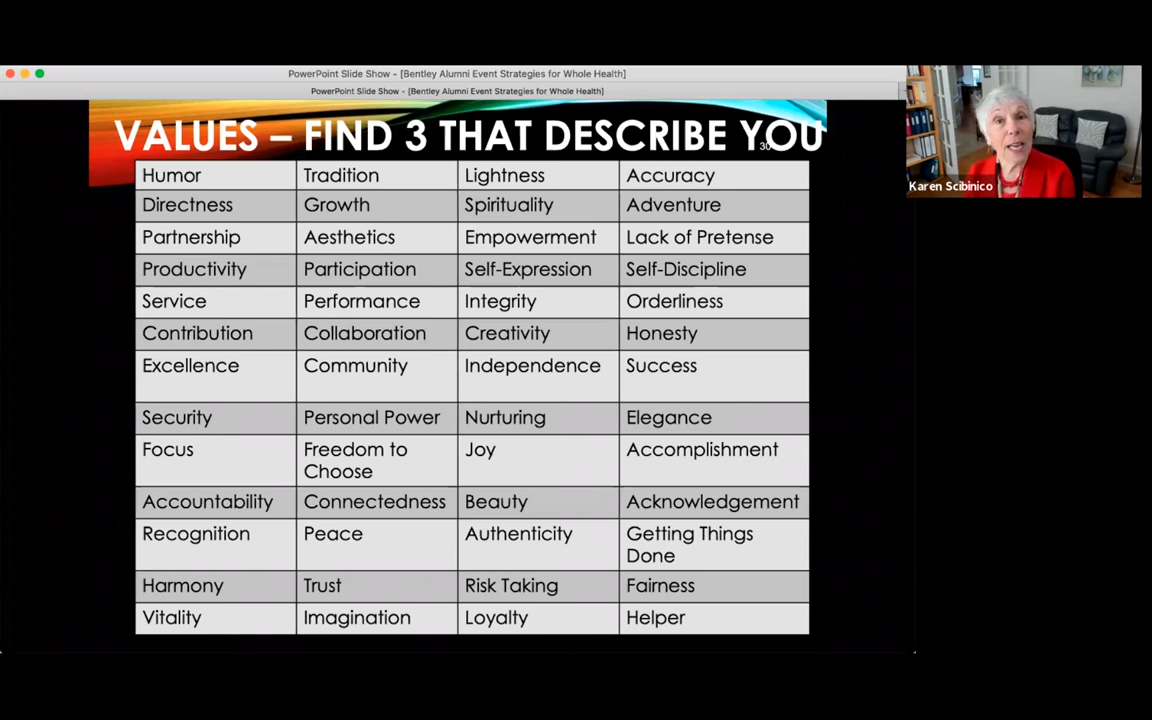 PowerPoint Slide Show - [Bentley Alumni Event Strategies for Whole Health]
PowerPoint Slide Show - [Bentley Alumni Event Strategies for Whole Health]
VALUES – FIND 3 THAT DESCRIBE YOU
30
Karen Scibinico
Humor Tradition Lightness Accuracy
Directness Growth Spirituality Adventure
Partnership Aesthetics Empowerment Lack of Pretense
Productivity Participation Self-Expression Self-Discipline
Service Performance Integrity Orderliness
Contribution Collaboration Creativity Honesty
Excellence Community Independence Success
Security Personal Power Nurturing Elegance
Focus Freedom to Joy Accomplishment
Choose
Accountability Connectedness Beauty Acknowledgement
Recognition Peace Authenticity Getting Things
Done
Harmony Trust Risk Taking Fairness
Vitality Imagination Loyalty Helper